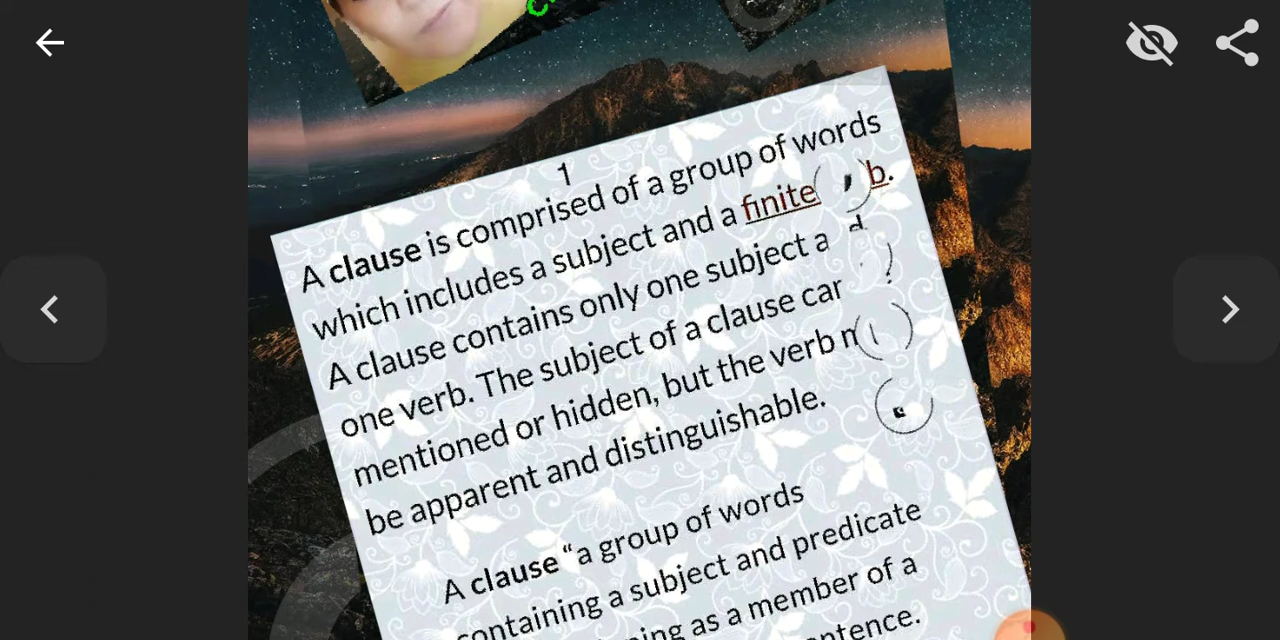 1
A clause is comprised of a group of words
which includes a subject and a finite b.
A clause contains only one subject a d
one verb. The subject of a clause
mentioned or hidden, but the verb
be apparent and distinguishable.
A clause “a group of words
containing a subject and predicate
as a member of a